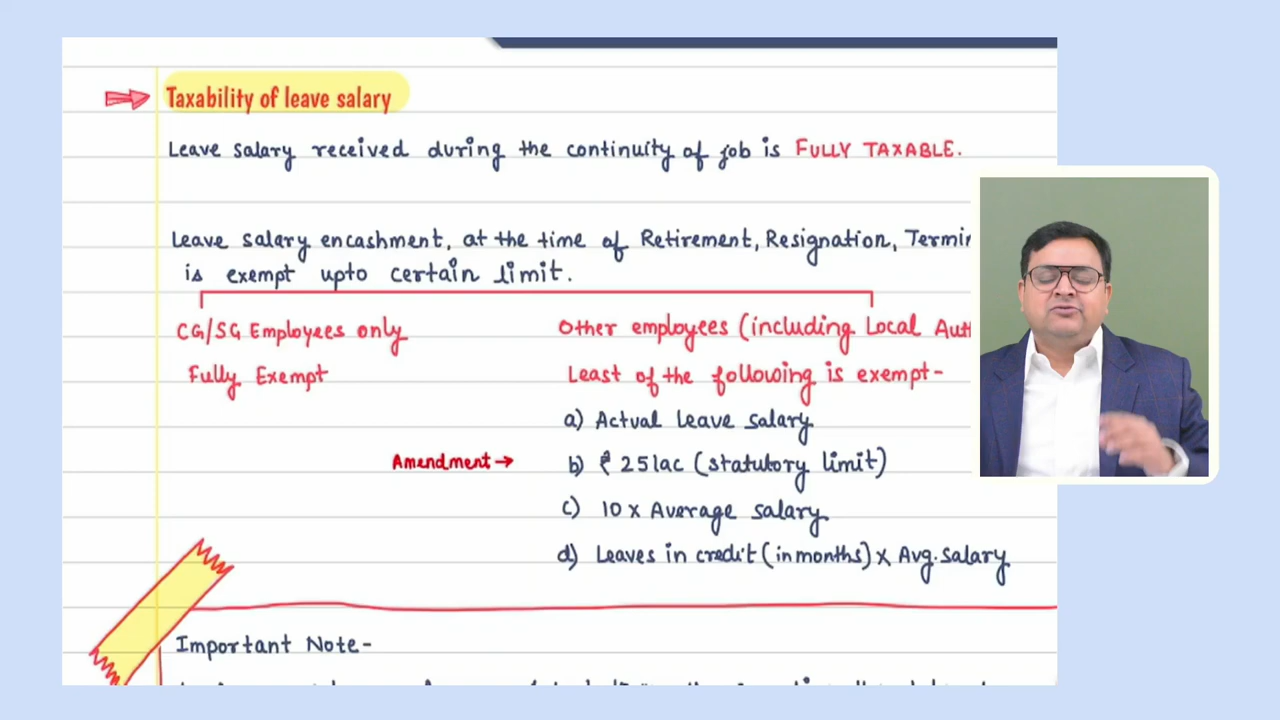 Taxability of leave salary
Leave salary received during the continuity of job is FULLY TAXABLE.
Leave salary encashment, at the time of Retirement, Resignation,
is exempt upto certain limit.
CG/SG Employees only
Other employees (including Local
Fully Exempt
Least of the following is exempt-
a) Actual leave salary
Amendment → b) ₹ 25 lac (statutory limit)
c) 10 x Average salary
d) Leaves in credit (in months) x Avg. salary
Important Note-